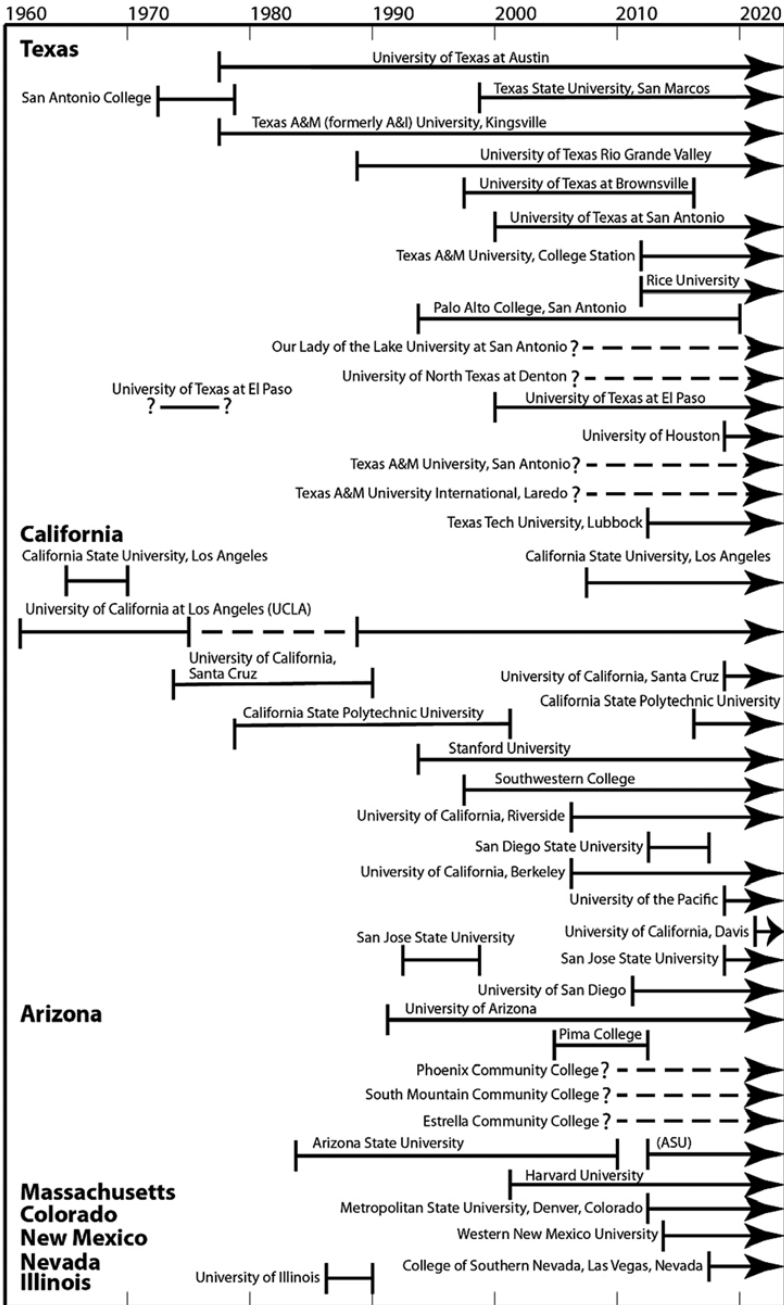 1960 1970 1980 1990 2000 2010 2020
Texas
University of Texas at Austin
San Antonio College
Texas State University, San Marcos
Texas A&M (formerly A&I) University, Kingsville
University of Texas Rio Grande Valley
University of Texas at Brownsville
University of Texas at San Antonio
Texas A&M University, College Station
Rice University
Palo Alto College, San Antonio
Our Lady of the Lake University at San Antonio ?
University of North Texas at Denton ?
University of Texas at El Paso
? ?
University of Texas at El Paso
University of Houston
Texas A&M University, San Antonio ?
Texas A&M University International, Laredo ?
Texas Tech University, Lubbock
California
California State University, Los Angeles
California State University, Los Angeles
University of California at Los Angeles (UCLA)
University of California,
Santa Cruz
University of California, Santa Cruz
California State Polytechnic University
California State Polytechnic University
Stanford University
Southwestern College
University of California, Riverside
San Diego State University
University of California, Berkeley
University of the Pacific
University of California, Davis
San Jose State University
San Jose State University
University of San Diego
Arizona
University of Arizona
Pima College
Phoenix Community College ?
South Mountain Community College ?
Estrella Community College ?
Arizona State University
(ASU)
Harvard University
Massachusetts
Metropolitan State University, Denver, Colorado
Colorado
Western New Mexico University
New Mexico
College of Southern Nevada, Las Vegas, Nevada
Nevada
University of Illinois
Illinois